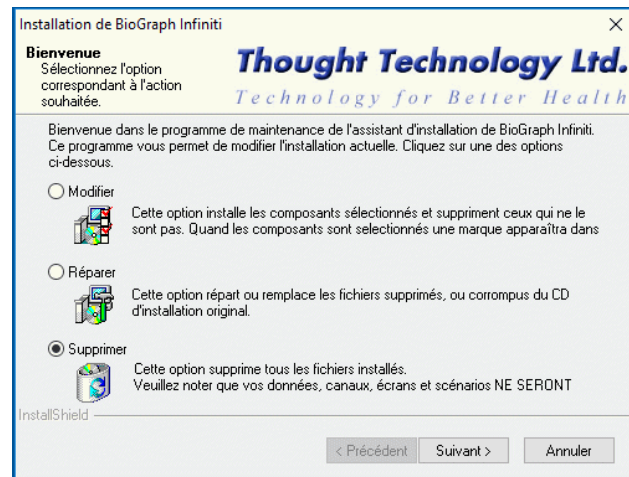 Installation de BioGraph Infiniti
Bienvenue
Sélectionnez l'option
correspondant à l'action
souhaitée.
Thought Technology Ltd.
Technology for Better Health
Bienvenue dans le programme de maintenance de l'assistant d'installation de BioGraph Infiniti.
Ce programme vous permet de modifier l'installation actuelle. Cliquez sur une des options
ci-dessous.
Modifier
Cette option installe les composants sélectionnés et suppriment ceux qui ne le
sont pas. Quand les composants sont selectionnés une marque apparaîtra dans
Réparer
Cette option répart ou remplace les fichiers supprimés, ou corrompus du CD
d'installation original.
Supprimer
Cette option supprime tous les fichiers installés.
Veuillez noter que vos données, canaux, écrans et scénarios NE SERONT
InstallShield
< Précédent Suivant > Annuler